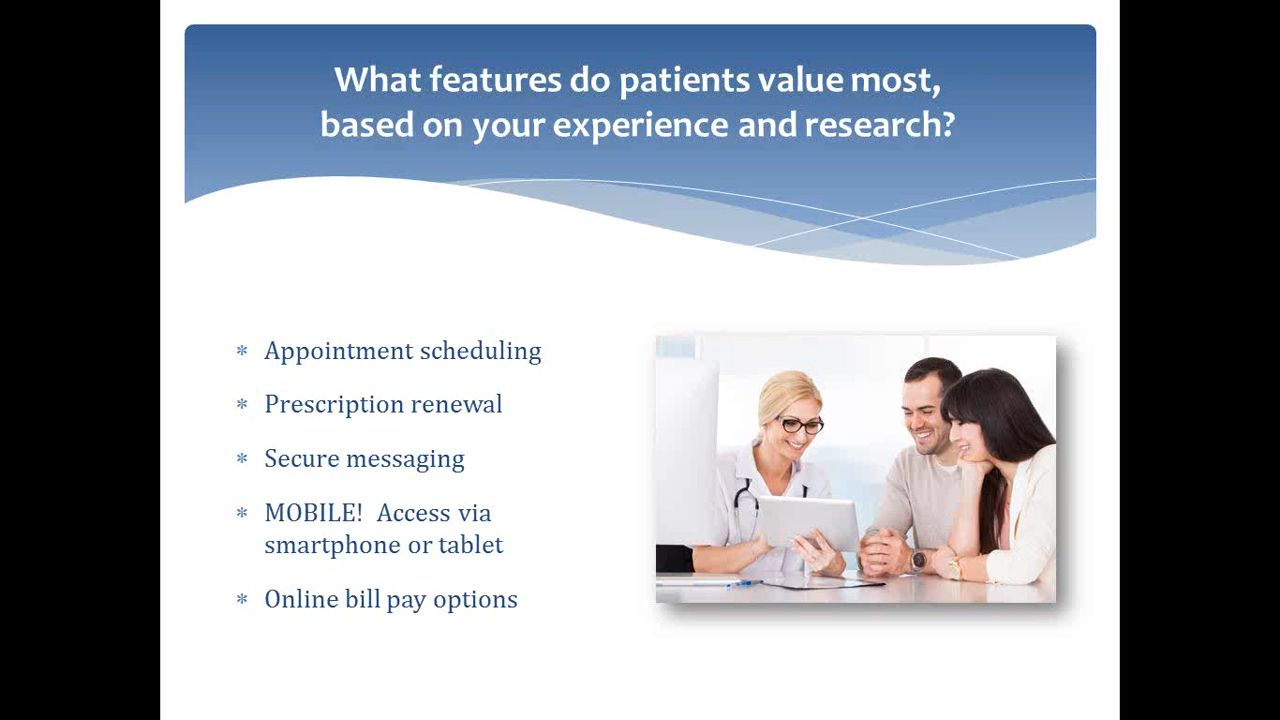 What features do patients value most,
based on your experience and research?
* Appointment scheduling
* Prescription renewal
* Secure messaging
* MOBILE!  Access via
smartphone or tablet
* Online bill pay options